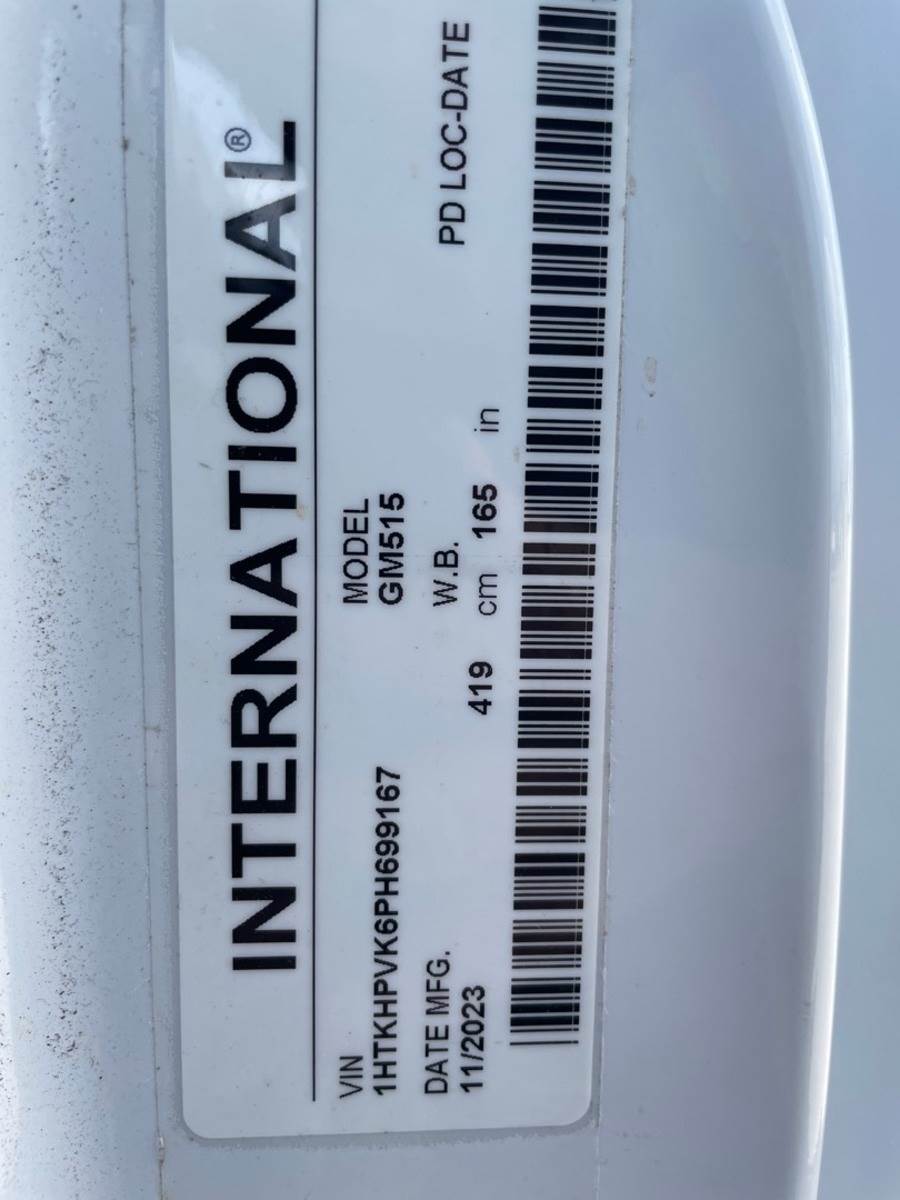 INTERNATIONAL®
VIN
1HTKHPVK6PH699167
MODEL
GM515
DATE MFG.
11/2023
W.B.
419 cm 165 in
PD LOC-DATE